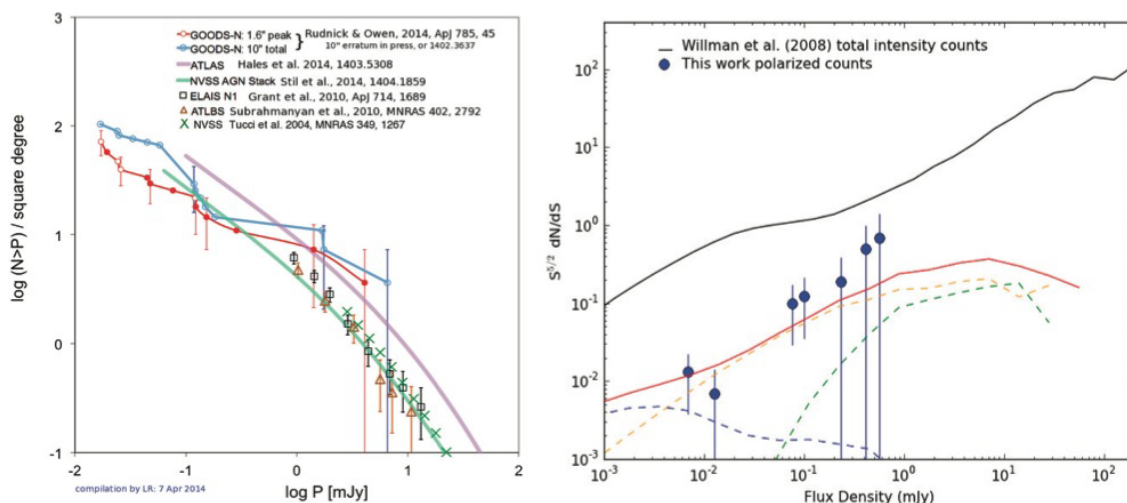 3
2
1
0
-1
-2
-1
0
1
2
log (N>P) / square degree
log P [mJy]
GOODS-N: 1.6" peak
GOODS-N: 10" total
} Rudnick & Owen, 2014, ApJ 785, 45
10" erratum in press, or 1402.3637
ATLAS Hales et al. 2014, 1403.5308
NVSS AGN Stack Stil et al., 2014, 1404.1859
ELAIS N1 Grant et al., 2010, ApJ 714, 1689
ATLBS Subrahmanyan et al., 2010, MNRAS 402, 2792
NVSS Tucci et al. 2004, MNRAS 349, 1267
compilation by LR: 7 Apr 2014
Willman et al. (2008) total intensity counts
This work polarized counts
10²
10¹
10⁰
10⁻¹
10⁻²
10⁻³
10⁻³
10⁻²
10⁻¹
10⁰
10¹
10²
S^5/2 dN/dS
Flux Density (mJy)